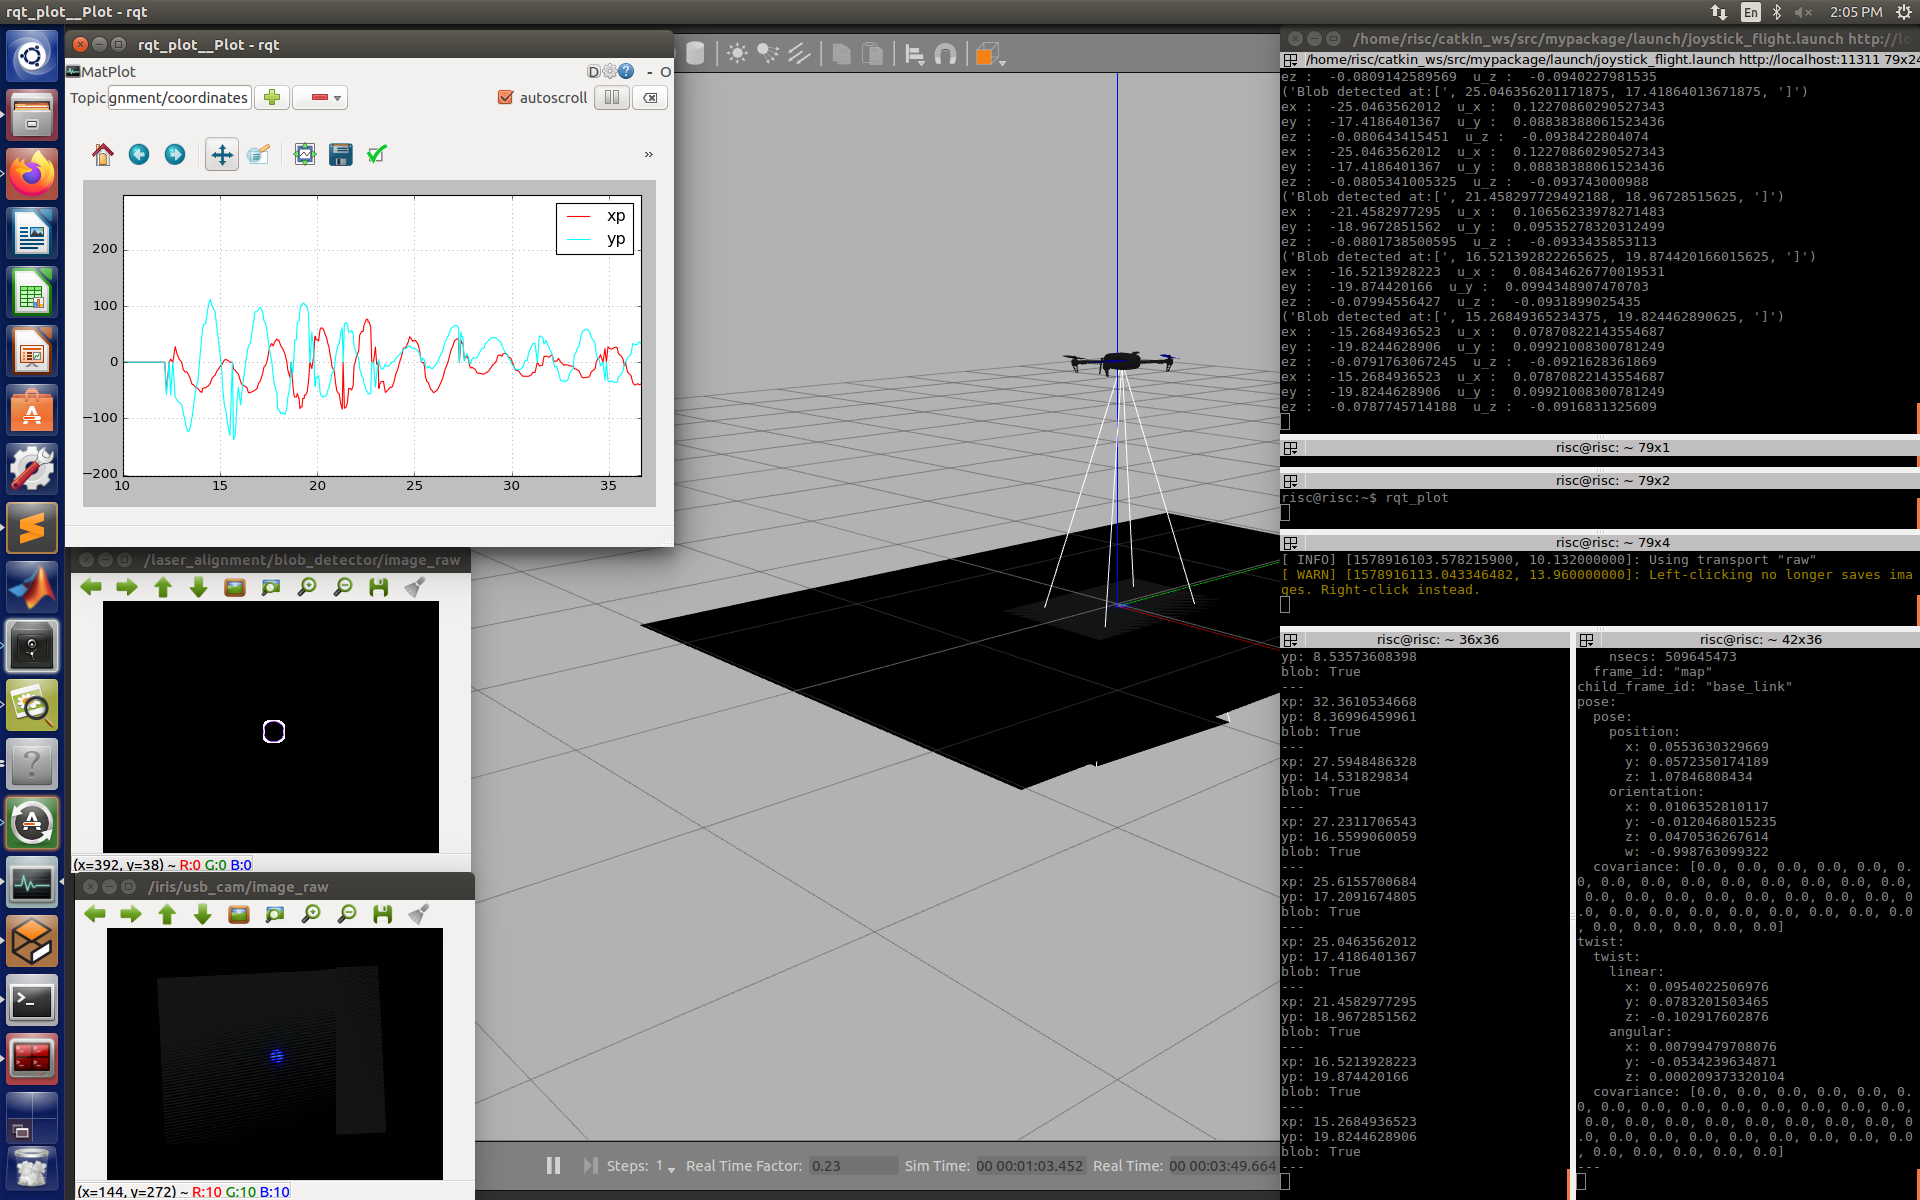 rqt_plot__Plot - rqt
En
2:05 PM
rqt_plot__Plot - rqt
MatPlot
D
- O
Topic gnment/coordinates
autoscroll
»
xp
yp
200
100
0
−100
−200
10 15 20 25 30 35
/laser_alignment/blob_detector/image_raw
(x=392, y=38) ~ R:0 G:0 B:0
/iris/usb_cam/image_raw
(x=144, y=272) ~ R:10 G:10 B:10
Steps: 1
Real Time Factor: 0.23
Sim Time: 00 00:01:03.452
Real Time: 00 00:03:49.664
/home/risc/catkin_ws/src/mypackage/launch/joystick_flight.launch http://lo
/home/risc/catkin_ws/src/mypackage/launch/joystick_flight.launch http://localhost:11311 79x24
ez :  -0.0809142589569  u_z :  -0.0940227981535
('Blob detected at:[', 25.046356201171875, 17.41864013671875, ']')
ex :  -25.0463562012  u_x :  0.12270860290527343
ey :  -17.4186401367  u_y :  0.08838388061523436
ez :  -0.080643415451  u_z :  -0.0938422804074
ex :  -25.0463562012  u_x :  0.12270860290527343
ey :  -17.4186401367  u_y :  0.08838388061523436
ez :  -0.0805341005325  u_z :  -0.093743000988
('Blob detected at:[', 21.458297729492188, 18.96728515625, ']')
ex :  -21.4582977295  u_x :  0.10656233978271483
ey :  -18.9672851562  u_y :  0.09535278320312499
ez :  -0.0801738500595  u_z :  -0.0933435853113
('Blob detected at:[', 16.521392822265625, 19.874420166015625, ']')
ex :  -16.5213928223  u_x :  0.08434626770019531
ey :  -19.874420166  u_y :  0.0994348907470703
ez :  -0.07994556427  u_z :  -0.0931899025435
('Blob detected at:[', 15.26849365234375, 19.824462890625, ']')
ex :  -15.2684936523  u_x :  0.07870822143554687
ey :  -19.8244628906  u_y :  0.09921008300781249
ez :  -0.0791763067245  u_z :  -0.0921628361869
ex :  -15.2684936523  u_x :  0.07870822143554687
ey :  -19.8244628906  u_y :  0.09921008300781249
ez :  -0.0787745714188  u_z :  -0.0916831325609
risc@risc: ~ 79x1
risc@risc: ~ 79x2
risc@risc:~$ rqt_plot
risc@risc: ~ 79x4
[ INFO] [1578916103.578215900, 10.132000000]: Using transport "raw"
[ WARN] [1578916113.043346482, 13.960000000]: Left-clicking no longer saves ima
ges. Right-click instead.
risc@risc: ~ 36x36
yp: 8.53573608398
blob: True
---
xp: 32.3610534668
yp: 8.36996459961
blob: True
---
xp: 27.5948486328
yp: 14.531829834
blob: True
---
xp: 27.2311706543
yp: 16.5599060059
blob: True
---
xp: 25.6155700684
yp: 17.2091674805
blob: True
---
xp: 25.0463562012
yp: 17.4186401367
blob: True
---
xp: 21.4582977295
yp: 18.9672851562
blob: True
---
xp: 16.5213928223
yp: 19.874420166
blob: True
---
xp: 15.2684936523
yp: 19.8244628906
blob: True
---
risc@risc: ~ 42x36
nsecs: 509645473
frame_id: "map"
child_frame_id: "base_link"
pose:
pose:
position:
x: 0.0553630329669
y: 0.0572350174189
z: 1.07846808434
orientation:
x: 0.0106352810117
y: -0.0120468015235
z: 0.0470536267614
w: -0.998763099322
covariance: [0.0, 0.0, 0.0, 0.0, 0.0, 0.
0, 0.0, 0.0, 0.0, 0.0, 0.0, 0.0, 0.0, 0.0,
 0.0, 0.0, 0.0, 0.0, 0.0, 0.0, 0.0, 0.0, 0
.0, 0.0, 0.0, 0.0, 0.0, 0.0, 0.0, 0.0, 0.0
, 0.0, 0.0, 0.0, 0.0, 0.0]
twist:
twist:
linear:
x: 0.0954022506976
y: 0.0783201503465
z: -0.102917602876
angular:
x: 0.00799479708076
y: -0.0534239634871
z: 0.000209373320104
covariance: [0.0, 0.0, 0.0, 0.0, 0.0, 0.
0, 0.0, 0.0, 0.0, 0.0, 0.0, 0.0, 0.0, 0.0,
 0.0, 0.0, 0.0, 0.0, 0.0, 0.0, 0.0, 0.0, 0
.0, 0.0, 0.0, 0.0, 0.0, 0.0, 0.0, 0.0, 0.0
, 0.0, 0.0, 0.0, 0.0, 0.0]
---